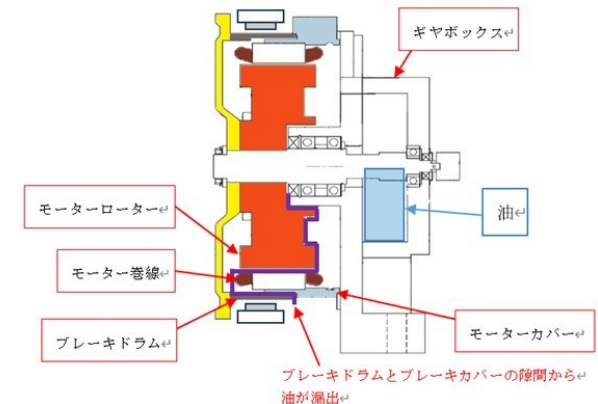 ギヤボックス
油
モーターローター
モーター巻線
ブレーキドラム
モーターカバー
ブレーキドラムとブレーキカバーの隙間から
油が漏出